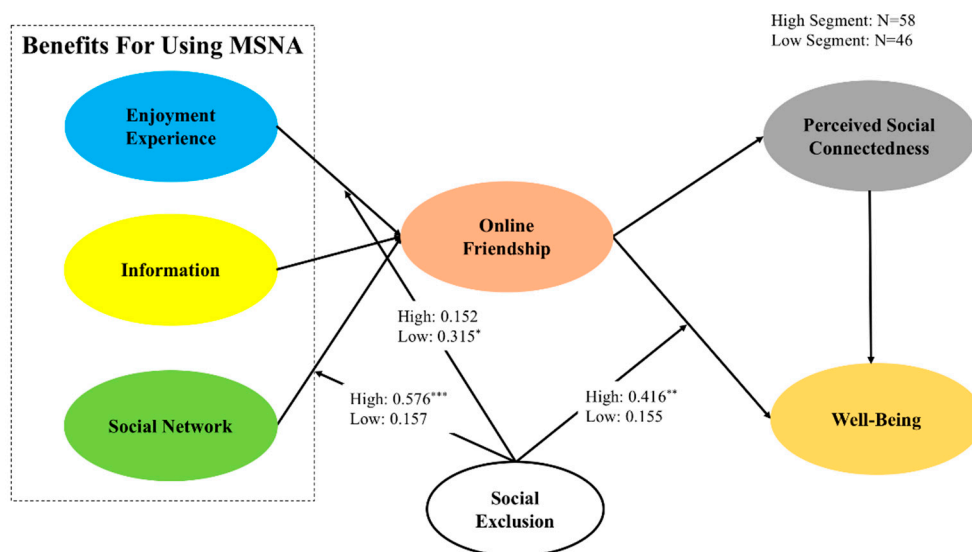 High Segment: N=58
Low Segment: N=46
Benefits For Using MSNA
Enjoyment
Experience
Perceived Social
Connectedness
Online
Friendship
Information
High: 0.152
Low: 0.315*
High: 0.576***
Low: 0.157
High: 0.416**
Low: 0.155
Social Network
Well-Being
Social
Exclusion